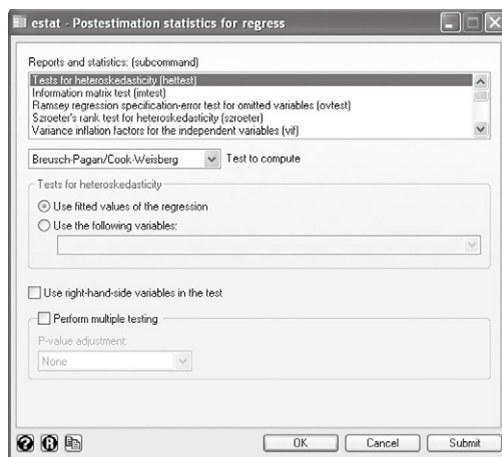 estat - Postestimation statistics for regress
Reports and statistics: (subcommand)
Tests for heteroskedasticity (hettest)
Information matrix test (imtest)
Ramsey regression specification-error test for omitted variables (ovtest)
Szroeter's rank test for heteroskedasticity (szroeter)
Variance inflation factors for the independent variables (vif)
Breusch-Pagan/Cook-Weisberg Test to compute
Tests for heteroskedasticity
Use fitted values of the regression
Use the following variables:
Use right-hand-side variables in the test
Perform multiple testing
P-value adjustment:
None
? R OK Cancel Submit